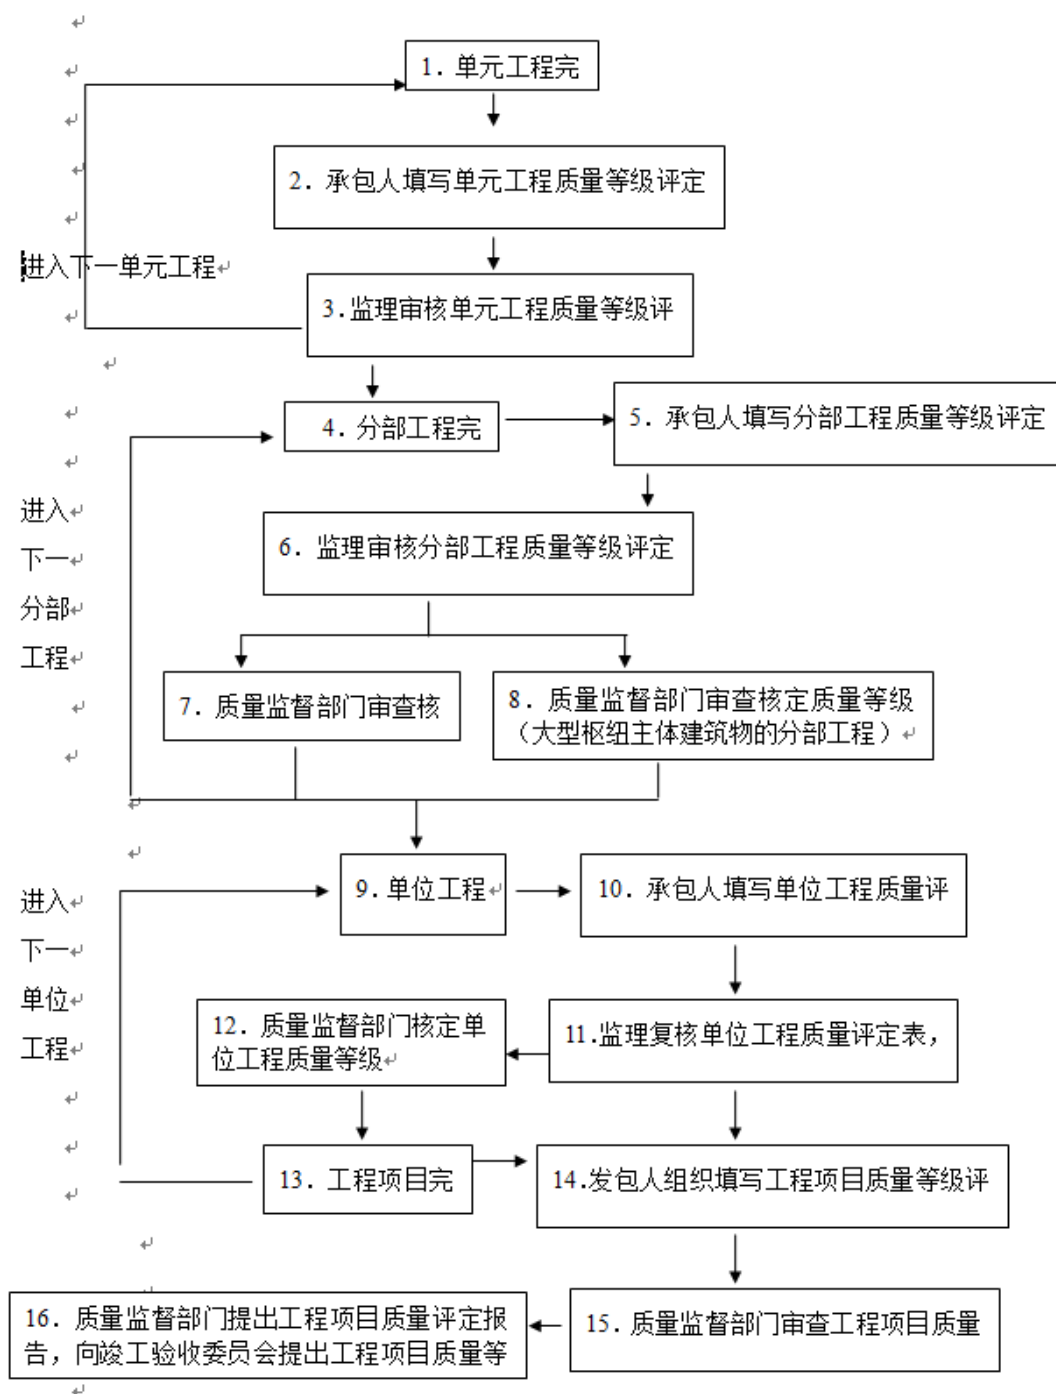 1. 单元工程完
2. 承包人填写单元工程质量等级评定
进入下一单元工程
3.监理审核单元工程质量等级评
4. 分部工程完
5. 承包人填写分部工程质量等级评定
进入
下一
分部
工程
6. 监理审核分部工程质量等级评定
7. 质量监督部门审查核
8. 质量监督部门审查核定质量等级
（大型枢纽主体建筑物的分部工程）
9. 单位工程
10. 承包人填写单位工程质量评
进入
下一
单位
工程
11.监理复核单位工程质量评定表，
12. 质量监督部门核定单
位工程质量等级
13. 工程项目完
14.发包人组织填写工程项目质量等级评
15. 质量监督部门审查工程项目质量
16. 质量监督部门提出工程项目质量评定报
告，向竣工验收委员会提出工程项目质量等